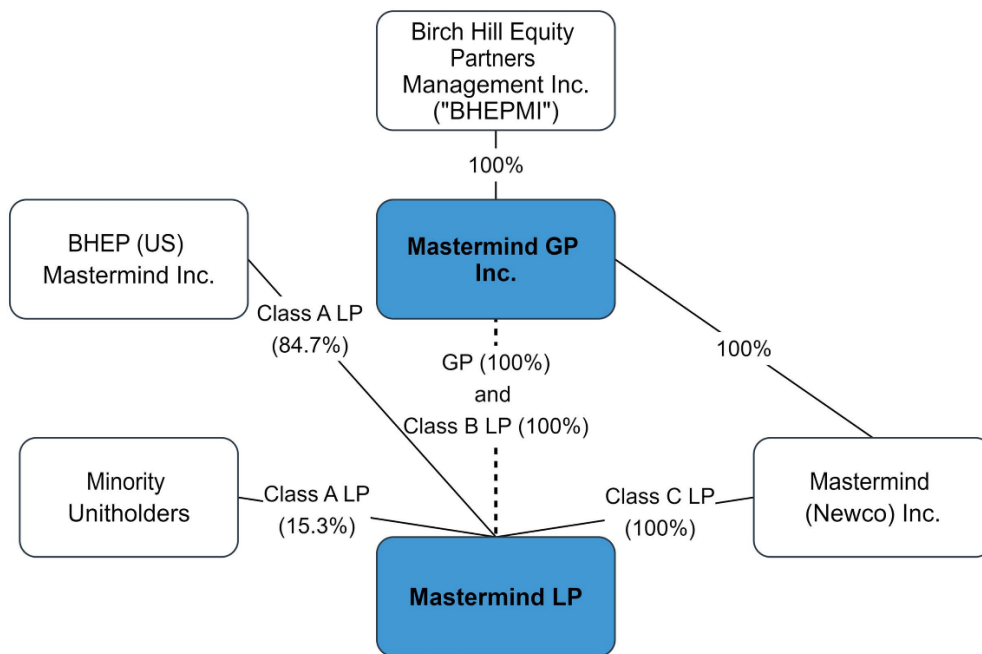 Birch Hill Equity
Partners
Management Inc.
("BHEPMI")
100%
BHEP (US)
Mastermind Inc.
Mastermind GP
Inc.
Class A LP
(84.7%)
GP (100%)
and
Class B LP (100%)
100%
Minority
Unitholders
Class A LP
(15.3%)
Class C LP
(100%)
Mastermind
(Newco) Inc.
Mastermind LP